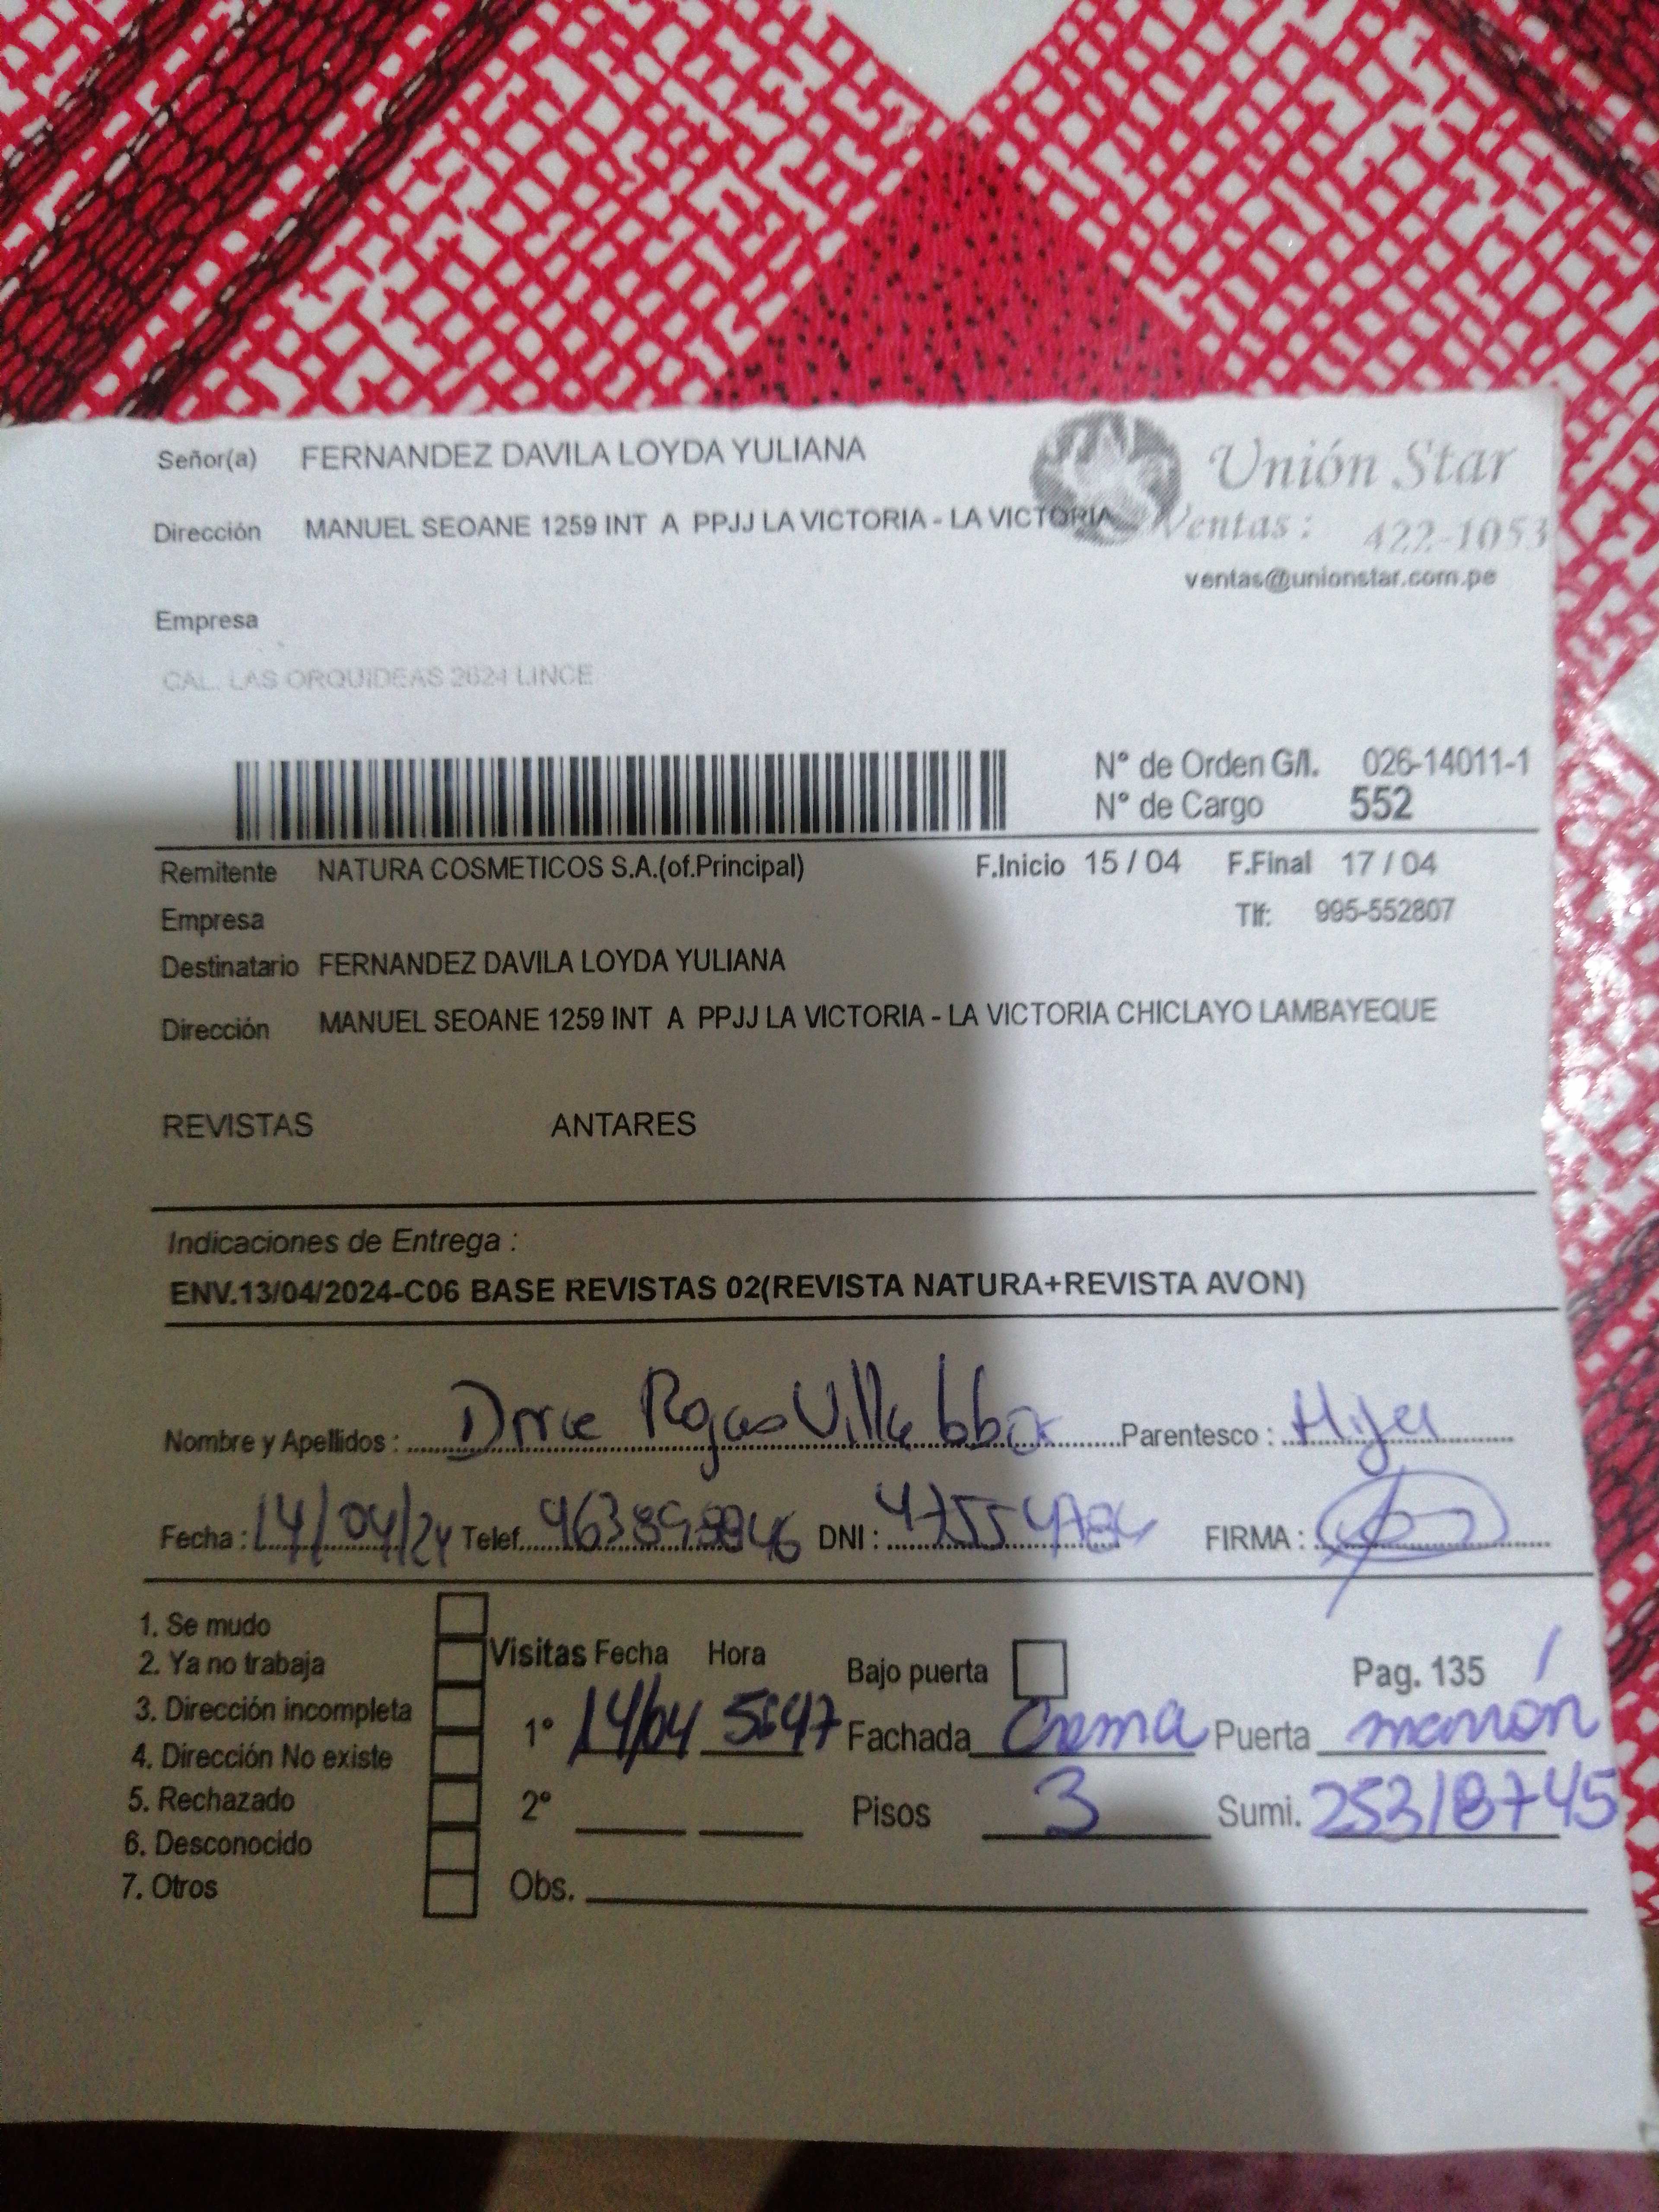 Señor(a) FERNANDEZ DAVILA LOYDA YULIANA
Unión Star
Dirección MANUEL SEOANE 1259 INT A PPJJ LA VICTORIA - LA VICTORIA
Ventas: 422-1053
ventas@unionstar.com.pe
Empresa
CAL. LAS ORQUIDEAS 2624 LINCE
N° de Orden G/I. 026-14011-1
N° de Cargo 552
Remitente NATURA COSMETICOS S.A.(of.Principal) F.Inicio 15 / 04 F.Final 17 / 04
Empresa Tlf: 995-552807
Destinatario FERNANDEZ DAVILA LOYDA YULIANA
Dirección MANUEL SEOANE 1259 INT A PPJJ LA VICTORIA - LA VICTORIA CHICLAYO LAMBAYEQUE
REVISTAS ANTARES
Indicaciones de Entrega :
ENV.13/04/2024-C06 BASE REVISTAS 02(REVISTA NATURA+REVISTA AVON)
Nombre y Apellidos : Rojas Parentesco : Hija
Fecha : 14/04/24 Telef. DNI : FIRMA :
1. Se mudo
2. Ya no trabaja
3. Dirección incompleta
4. Dirección No existe
5. Rechazado
6. Desconocido
7. Otros
Visitas Fecha Hora Bajo puerta Pag. 135
1° 14/04 5:47 Fachada Crema Puerta marrón
2° Pisos 3 Sumi. 25318745
Obs.